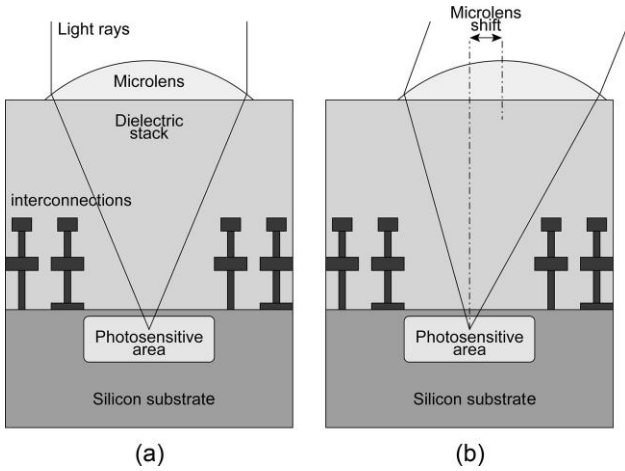 Light rays
Microlens
Dielectric
stack
interconnections
Photosensitive
area
Silicon substrate
(a)
Microlens
shift
Photosensitive
area
Silicon substrate
(b)